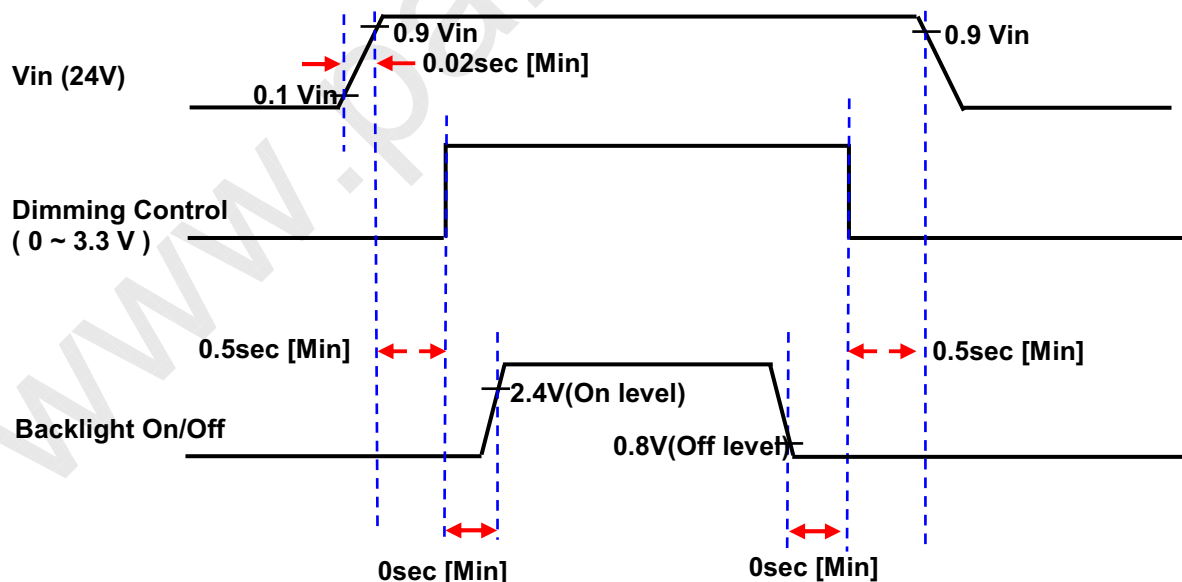 0.9 Vin
0.9 Vin
Vin (24V)
0.02sec [Min]
0.1 Vin
Dimming Control
( 0 ~ 3.3 V )
0.5sec [Min]
0.5sec [Min]
2.4V(On level)
Backlight On/Off
0.8V(Off level)
0sec [Min]
0sec [Min]
www.pa